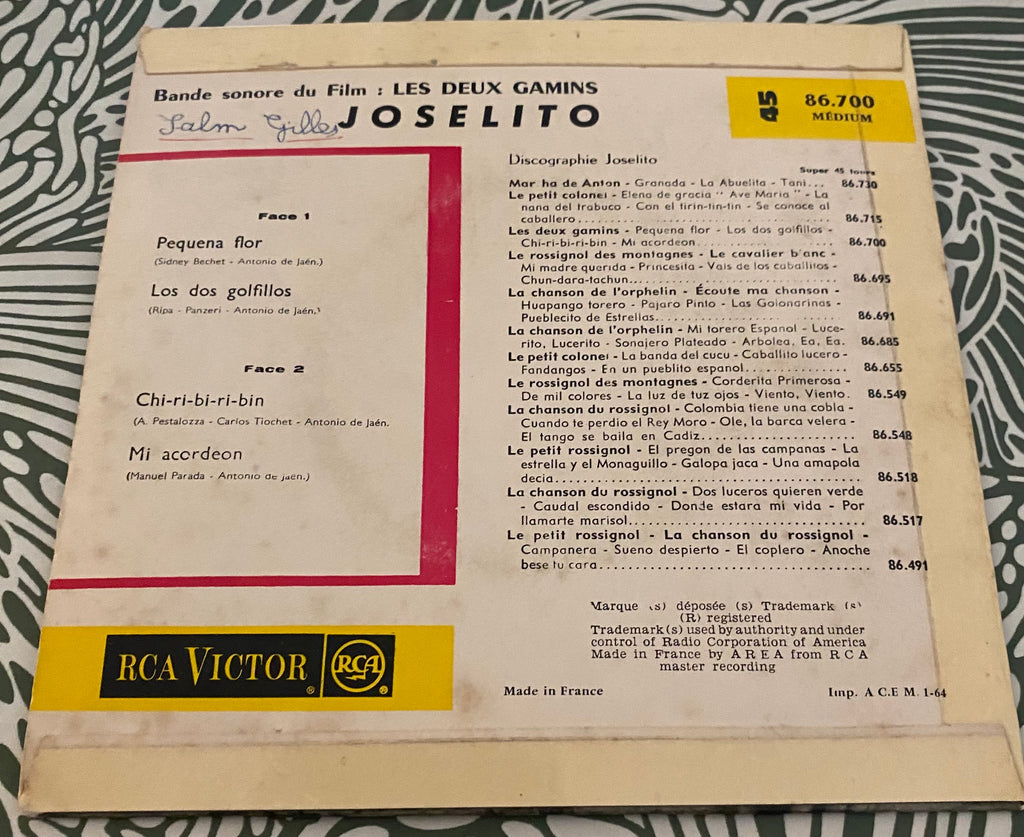 Bande sonore du Film : LES DEUX GAMINS
JOSELITO
Salm Gilles
45
86.700
MÉDIUM
Face 1
Pequena flor
(Sidney Bechet - Antonio de Jaén.)
Los dos golfillos
(Ripa - Panzeri - Antonio de Jaén.)
Face 2
Chi-ri-bi-ri-bin
(A. Pestalozza - Carlos Tiochet - Antonio de Jaén.
Mi acordeon
(Manuel Parada - Antonio de jaén.)
Discographie Joselito
Super 45 tours
Mar ha de Anton - Granada - La Abuelita - Tani... 86.730
Le petit colonel - Elena de gracia " Ave Maria " - La
nana del trabuco - Con el tirin-tin-tin - Se conoce al
caballero.......... 86.715
Les deux gamins - Pequena flor - Los dos golfillos -
Chi-ri-bi-ri-bin - Mi acordeon.......... 86.700
Le rossignol des montagnes - Le cavalier b'anc -
Mi madre querida - Princesita - Vais de los caballitos -
Chun-dara-tachun.......... 86.695
La chanson de l'orphelin - Écoute ma chanson -
Huapango torero - Pajaro Pinto - Las Golonarinas -
Pueblecito de Estrellas.......... 86.691
La chanson de l'orphelin - Mi torero Espanol - Luce-
rito, Lucerito - Sonajero Plateado - Arbolea, Ea, Ea. 86.685
Le petit colonel - La banda del cucu - Caballito lucero -
Fandangos - En un pueblito espanol.......... 86.655
Le rossignol des montagnes - Corderita Primerosa -
De mil colores - La luz de tuz ojos - Viento, Viento. 86.549
La chanson du rossignol - Colombia tiene una cobla -
Cuando te perdio el Rey Moro - Ole, la barca velera -
El tango se baila en Cadiz.......... 86.548
Le petit rossignol - El pregon de las campanas - La
estrella y el Monaguillo - Galopa jaca - Una amapola
decia.......... 86.518
La chanson du rossignol - Dos luceros quieren verde
- Caudal escondido - Donde estara mi vida - Por
llamarte marisol.......... 86.517
Le petit rossignol - La chanson du rossignol -
Campanera - Sueno despierto - El coplero - Anoche
bese tu cara.......... 86.491
Marque (s) déposée (s) Trademark (s)
(R) registered
Trademark(s) used by authority and under
control of Radio Corporation of America
Made in France by A R E A from R C A
master recording
RCA VICTOR ® RCA ®
Made in France
Imp. A C.E M. 1-64